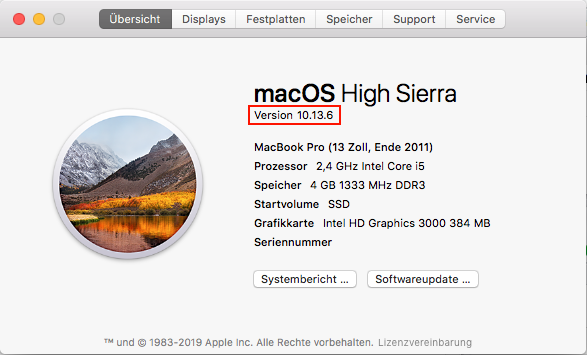 Übersicht Displays Festplatten Speicher Support Service
macOS High Sierra
Version 10.13.6
MacBook Pro (13 Zoll, Ende 2011)
Prozessor 2,4 GHz Intel Core i5
Speicher 4 GB 1333 MHz DDR3
Startvolume SSD
Grafikkarte Intel HD Graphics 3000 384 MB
Seriennummer
Systembericht ... Softwareupdate ...
™ und © 1983-2019 Apple Inc. Alle Rechte vorbehalten. Lizenzvereinbarung